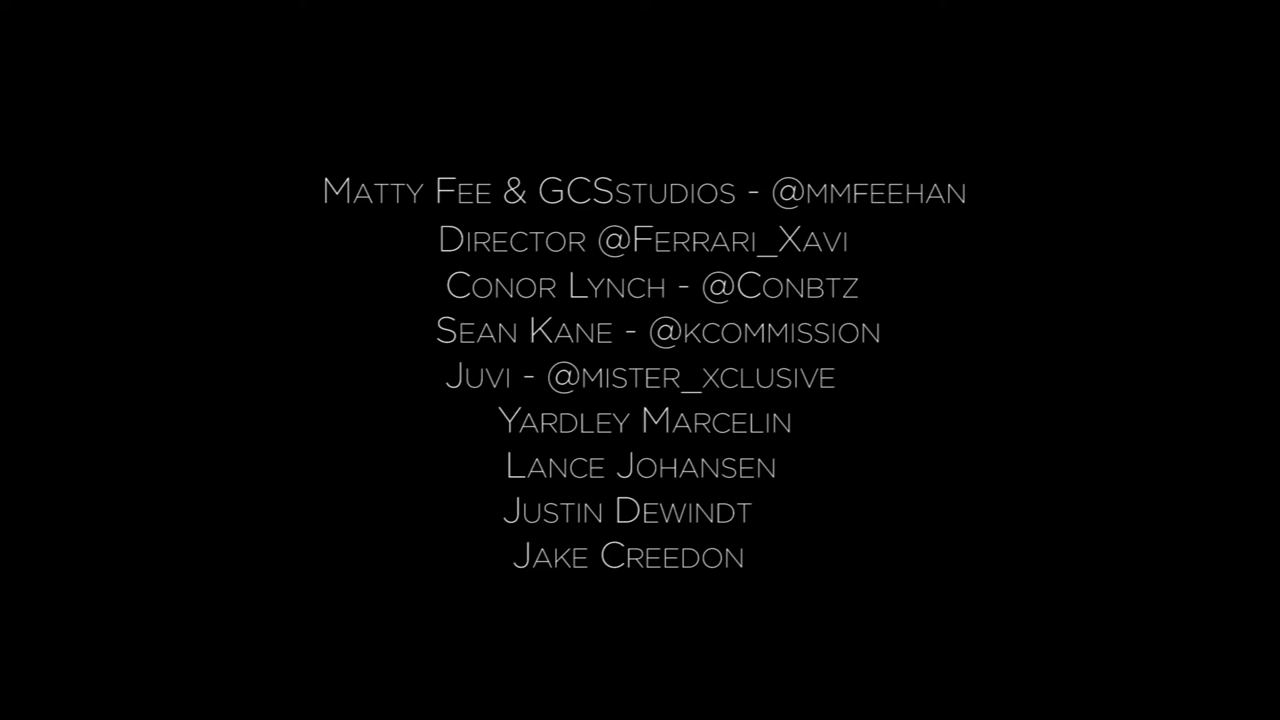 Matty Fee & GCSstudios - @mmfeehan
Director @Ferrari_Xavi
Conor Lynch - @Conbtz
Sean Kane - @kcommission
Juvi - @mister_xclusive
Yardley Marcelin
Lance Johansen
Justin Dewindt
Jake Creedon